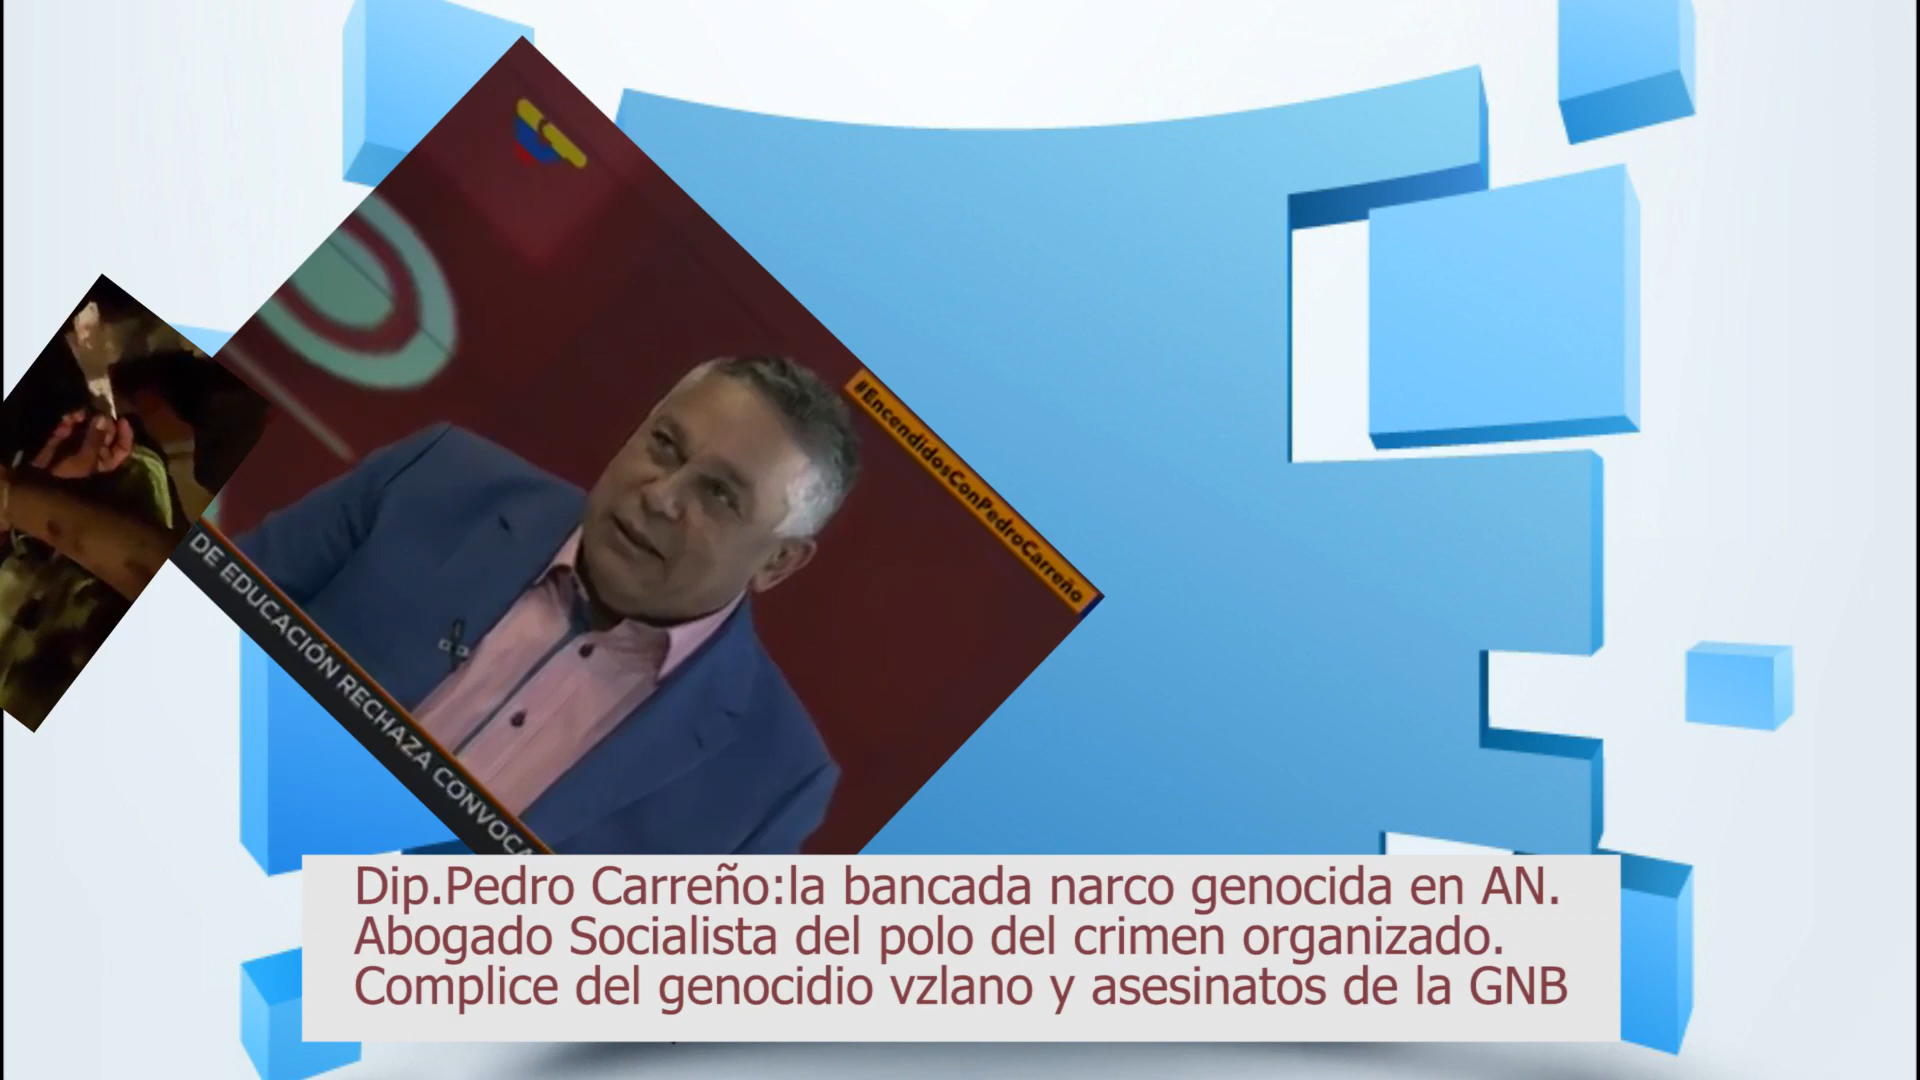 #EncendidosConPedroCarreño
DE EDUCACIÓN RECHAZA CONVOCA
Dip.Pedro Carreño:la bancada narco genocida en AN.
Abogado Socialista del polo del crimen organizado.
Complice del genocidio vzlano y asesinatos de la GNB